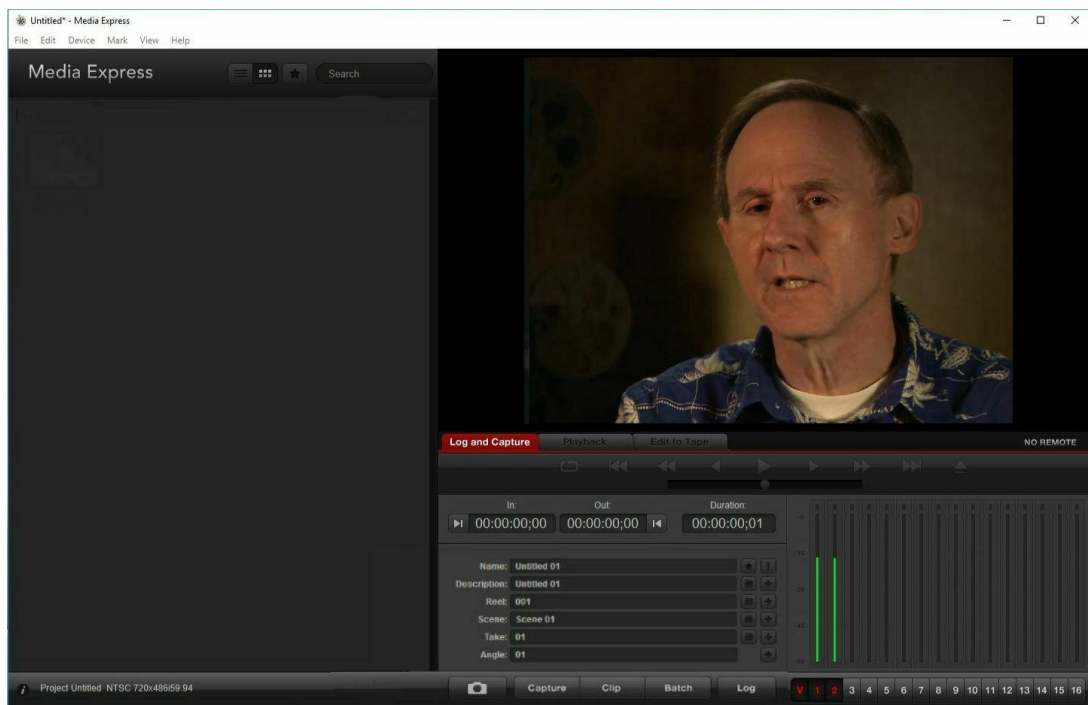 Untitled* - Media Express
File Edit Device Mark View Help
Media Express
Search
Log and Capture Playback Edit to Tape NO REMOTE
In: Out: Duration:
00:00:00;00 00:00:00;00 00:00:00;01
Name: Untitled 01
Description: Untitled 01
Reel: 001
Scene: Scene 01
Take: 01
Angle: 01
Project Untitled NTSC 720x486i59.94
Capture Clip Batch Log
V 1 2 3 4 5 6 7 8 9 10 11 12 13 14 15 16